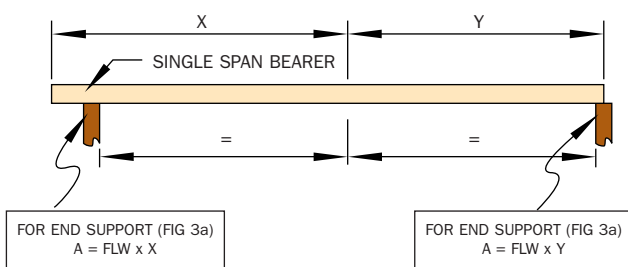 X
Y
SINGLE SPAN BEARER
=
=
FOR END SUPPORT (FIG 3a)
A = FLW x X
FOR END SUPPORT (FIG 3a)
A = FLW x Y